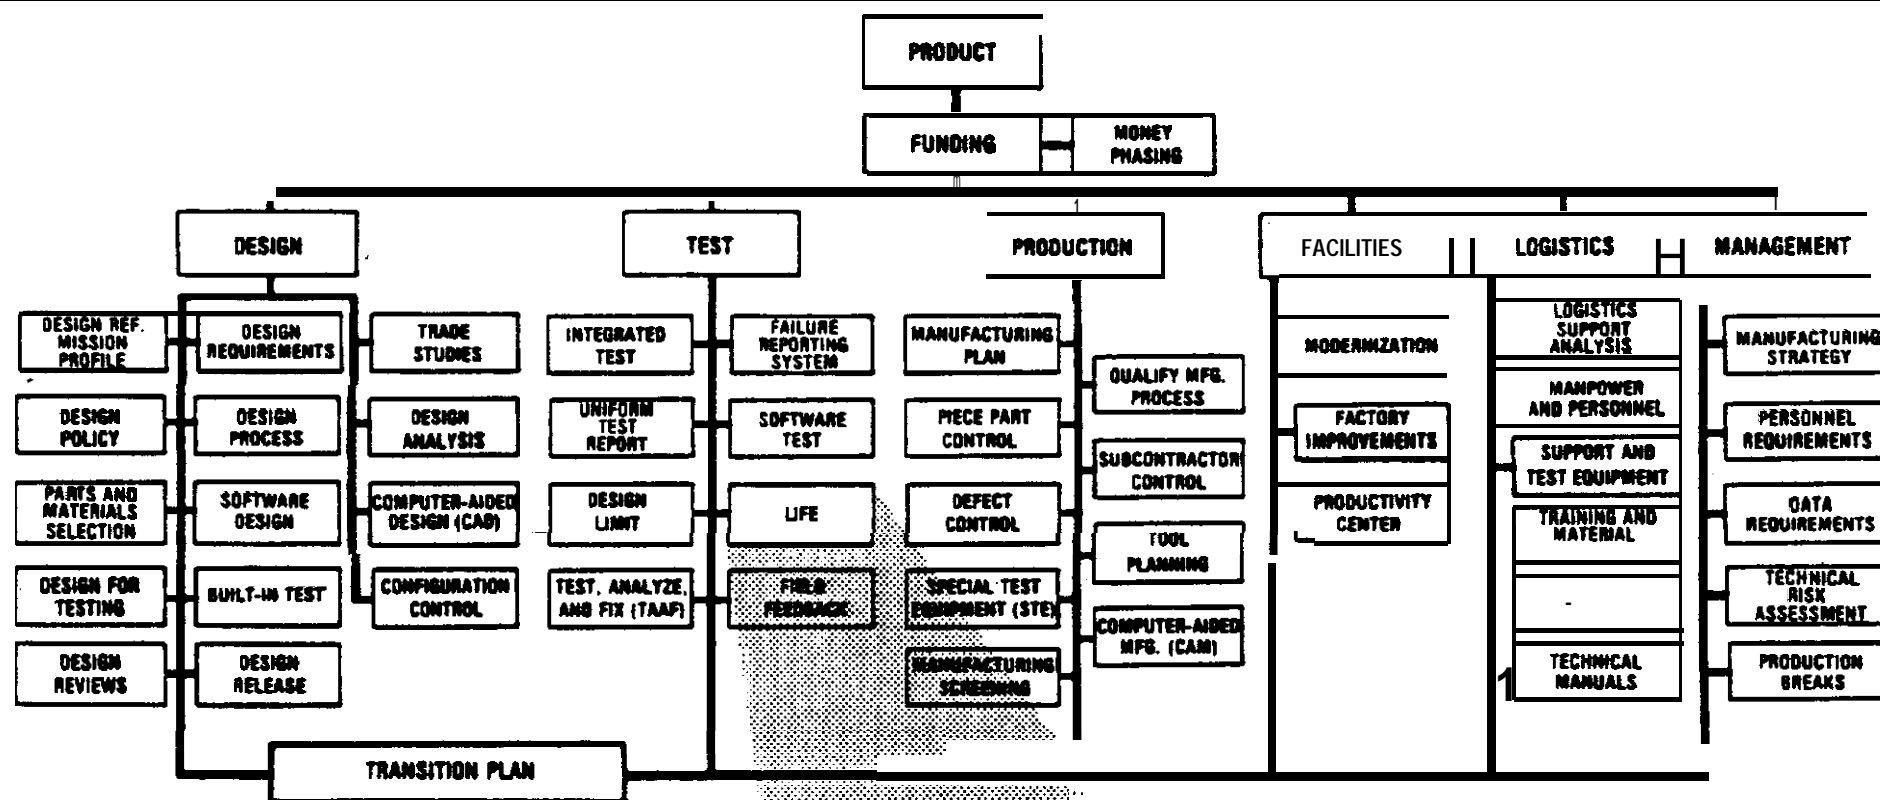 PRODUCT
FUNDING
MONEY
PHASING
DESIGN
TEST
PRODUCTION
FACILITIES
LOGISTICS
MANAGEMENT
DESIGN REF.
MISSION
PROFILE
DESIGN
REQUIREMENTS
TRADE
STUDIES
DESIGN
POLICY
DESIGN
PROCESS
DESIGN
ANALYSIS
PARTS AND
MATERIALS
SELECTION
SOFTWARE
DESIGN
COMPUTER-AIDED
DESIGN (CAD)
DESIGN FOR
TESTING
BUILT-IN TEST
CONFIGURATION
CONTROL
DESIGN
REVIEWS
DESIGN
RELEASE
INTEGRATED
TEST
FAILURE
REPORTING
SYSTEM
UNIFORM
TEST
REPORT
SOFTWARE
TEST
DESIGN
LIMIT
LIFE
TEST, ANALYZE,
AND FIX (TAAF)
FIELD
FEEDBACK
MANUFACTURING
PLAN
QUALIFY MFG.
PROCESS
PIECE PART
CONTROL
SUBCONTRACTOR
CONTROL
DEFECT
CONTROL
TOOL
PLANNING
SPECIAL TEST
EQUIPMENT (STE)
COMPUTER-AIDED
MFG. (CAM)
MANUFACTURING
SCREENING
MODERNIZATION
FACTORY
IMPROVEMENTS
PRODUCTIVITY
CENTER
LOGISTICS
SUPPORT
ANALYSIS
MANPOWER
AND PERSONNEL
SUPPORT AND
TEST EQUIPMENT
TRAINING AND
MATERIAL
TECHNICAL
MANUALS
MANUFACTURING
STRATEGY
PERSONNEL
REQUIREMENTS
DATA
REQUIREMENTS
TECHNICAL
RISK
ASSESSMENT
PRODUCTION
BREAKS
TRANSITION PLAN